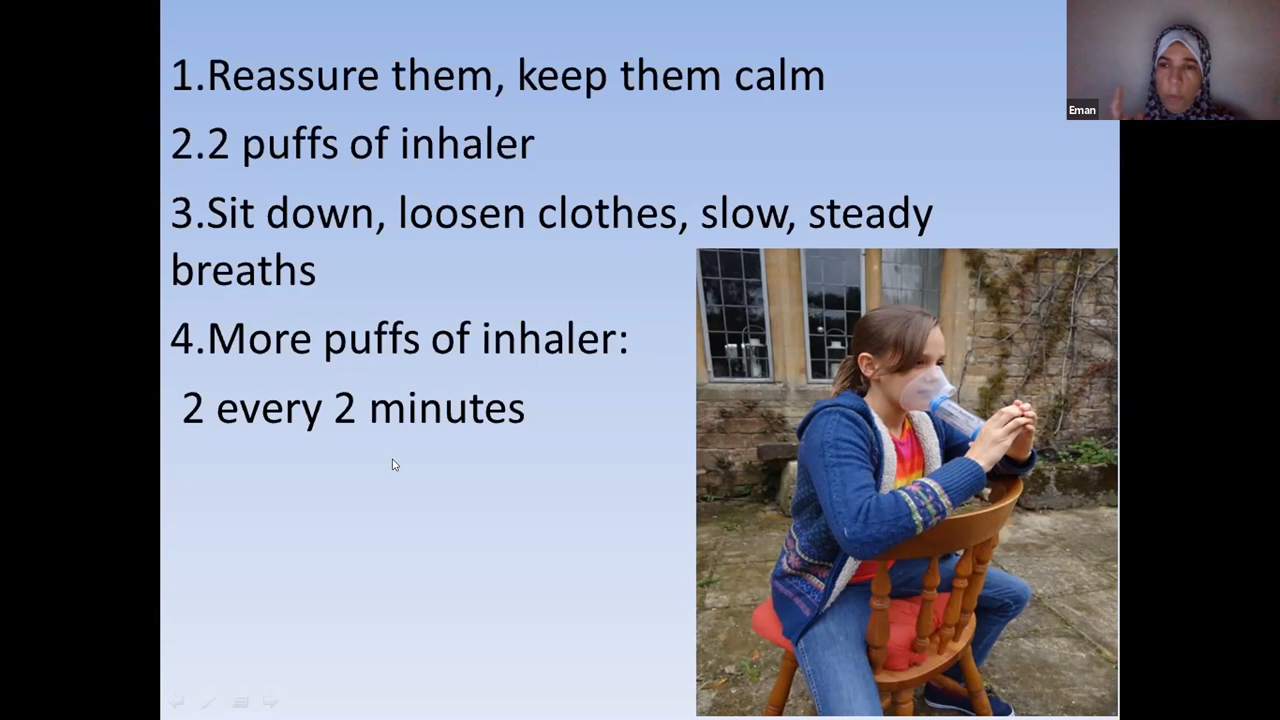 1.Reassure them, keep them calm
Eman
2.2 puffs of inhaler
3.Sit down, loosen clothes, slow, steady
breaths
4.More puffs of inhaler:
2 every 2 minutes